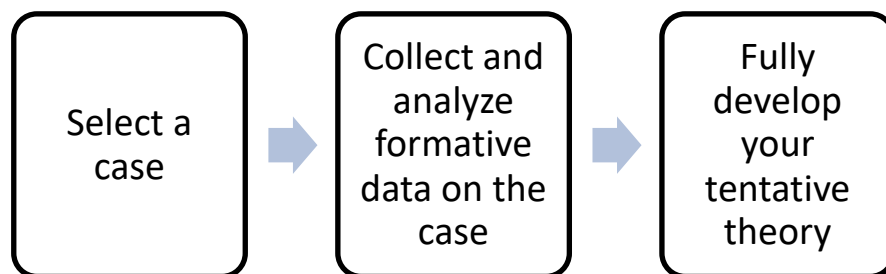 Select a
case
Collect and
analyze
formative
data on the
case
Fully
develop
your
tentative
theory